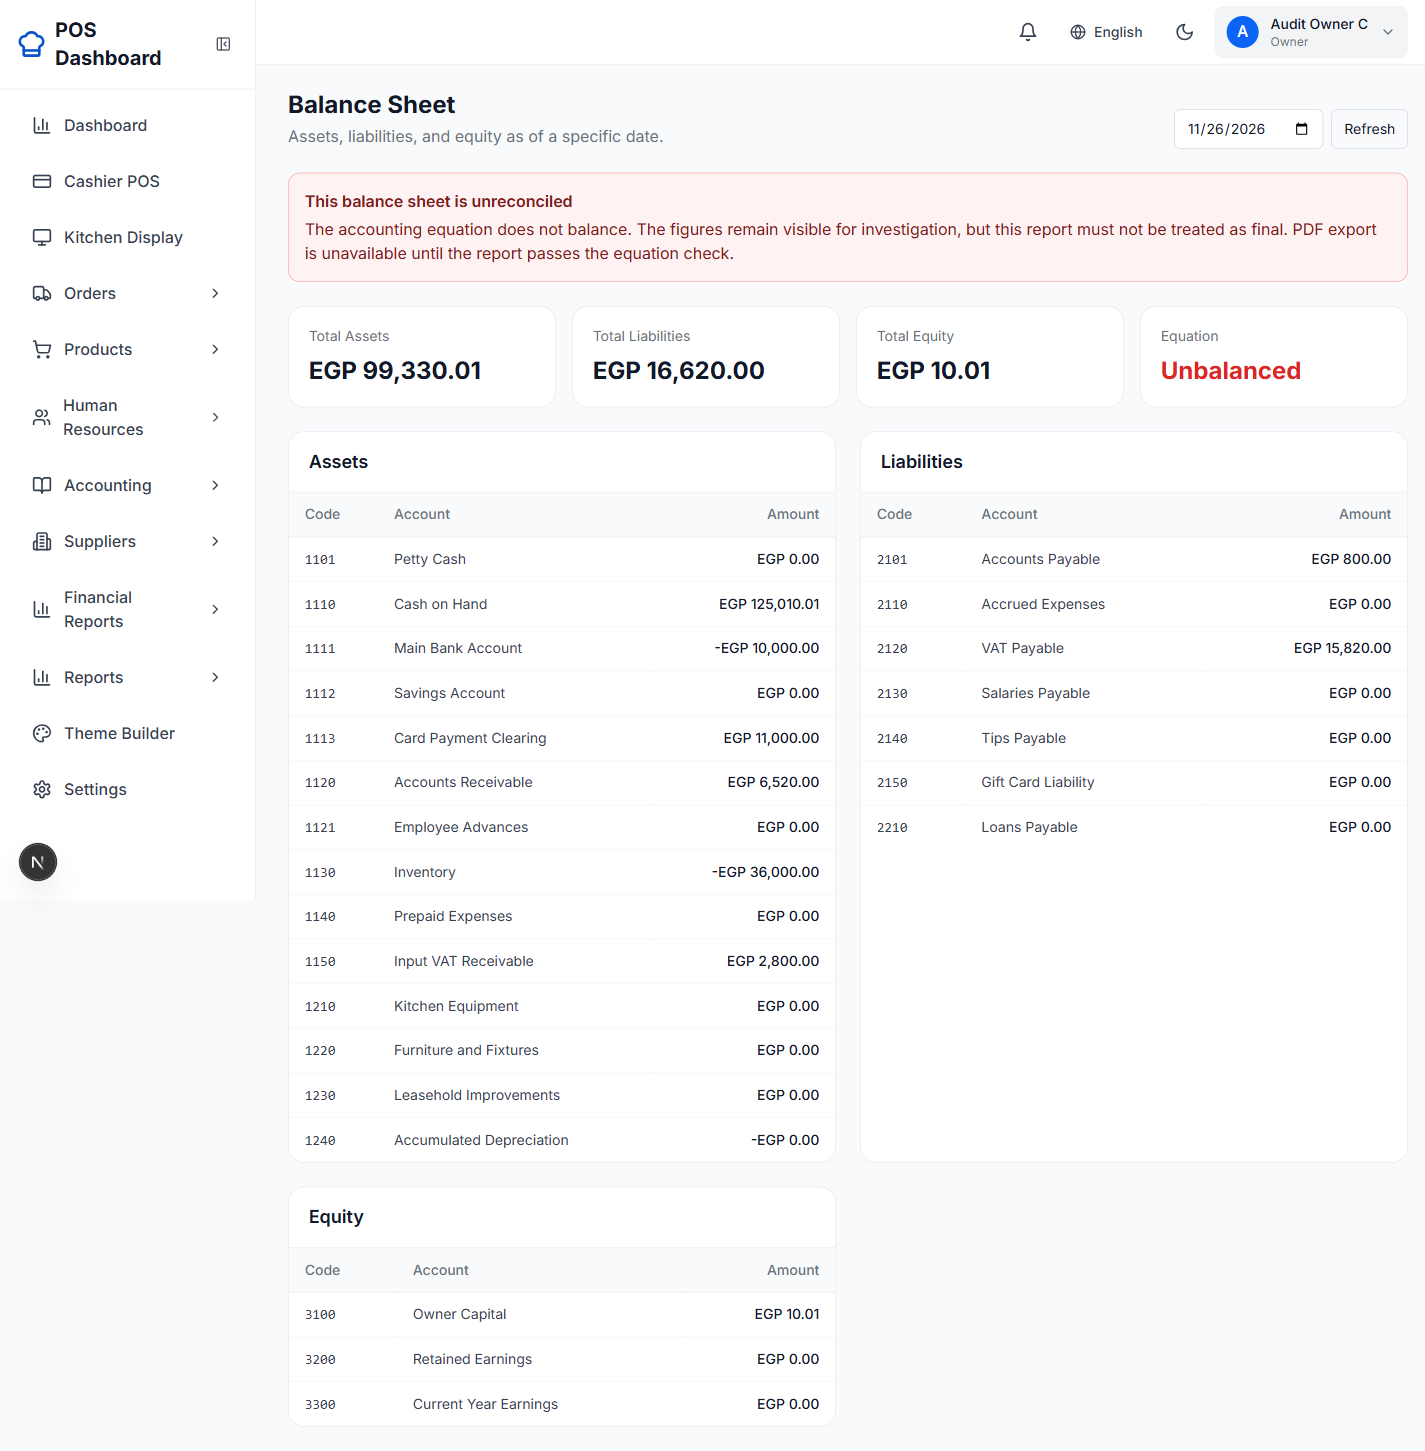 POS
Dashboard
Dashboard
Cashier POS
Kitchen Display
Orders
Products
Human
Resources
Accounting
Suppliers
Financial
Reports
Reports
Theme Builder
Settings
N
English
A
Audit Owner C
Owner
Balance Sheet
Assets, liabilities, and equity as of a specific date.
11/26/2026
Refresh
This balance sheet is unreconciled
The accounting equation does not balance. The figures remain visible for investigation, but this report must not be treated as final. PDF export
is unavailable until the report passes the equation check.
Total Assets
EGP 99,330.01
Total Liabilities
EGP 16,620.00
Total Equity
EGP 10.01
Equation
Unbalanced
Assets
Code Account Amount
1101 Petty Cash EGP 0.00
1110 Cash on Hand EGP 125,010.01
1111 Main Bank Account -EGP 10,000.00
1112 Savings Account EGP 0.00
1113 Card Payment Clearing EGP 11,000.00
1120 Accounts Receivable EGP 6,520.00
1121 Employee Advances EGP 0.00
1130 Inventory -EGP 36,000.00
1140 Prepaid Expenses EGP 0.00
1150 Input VAT Receivable EGP 2,800.00
1210 Kitchen Equipment EGP 0.00
1220 Furniture and Fixtures EGP 0.00
1230 Leasehold Improvements EGP 0.00
1240 Accumulated Depreciation -EGP 0.00
Liabilities
Code Account Amount
2101 Accounts Payable EGP 800.00
2110 Accrued Expenses EGP 0.00
2120 VAT Payable EGP 15,820.00
2130 Salaries Payable EGP 0.00
2140 Tips Payable EGP 0.00
2150 Gift Card Liability EGP 0.00
2210 Loans Payable EGP 0.00
Equity
Code Account Amount
3100 Owner Capital EGP 10.01
3200 Retained Earnings EGP 0.00
3300 Current Year Earnings EGP 0.00